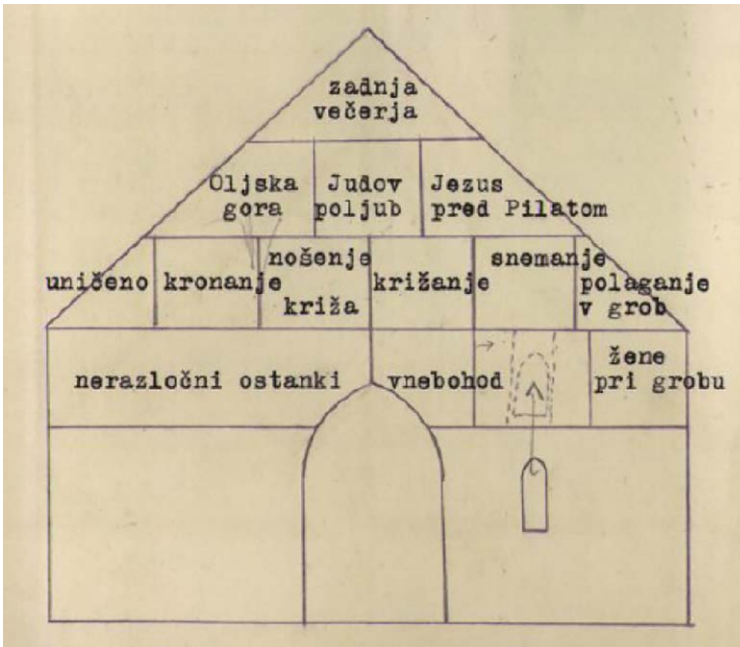 zadnja
večerja
Oljska gora
Judov poljub
Jezus pred Pilatom
uničeno
kronanje
nošenje križa
križanje
snemanje
polaganje v grob
nerazločni ostanki
vnebohod
žene pri grobu